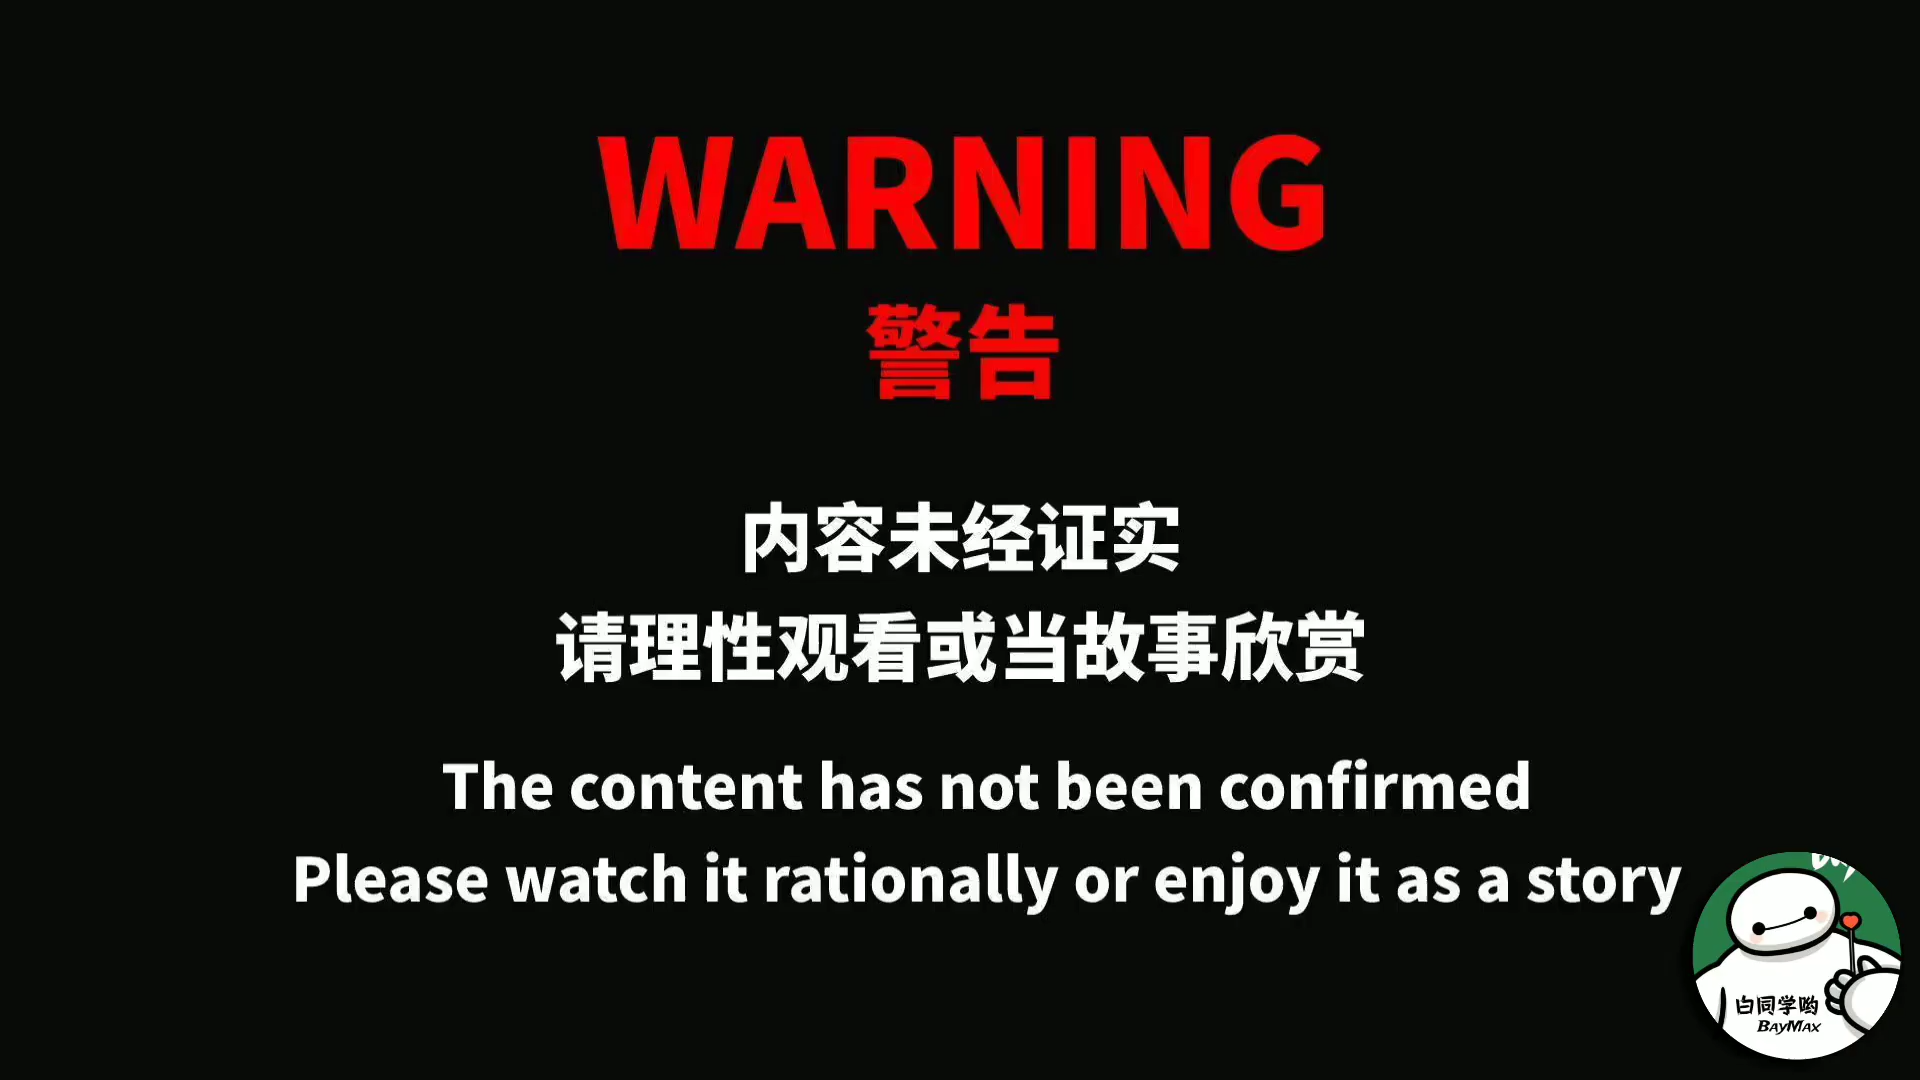 WARNING
警告
内容未经证实
请理性观看或当故事欣赏
The content has not been confirmed
Please watch it rationally or enjoy it as a story
白同学哟
BAYMAX